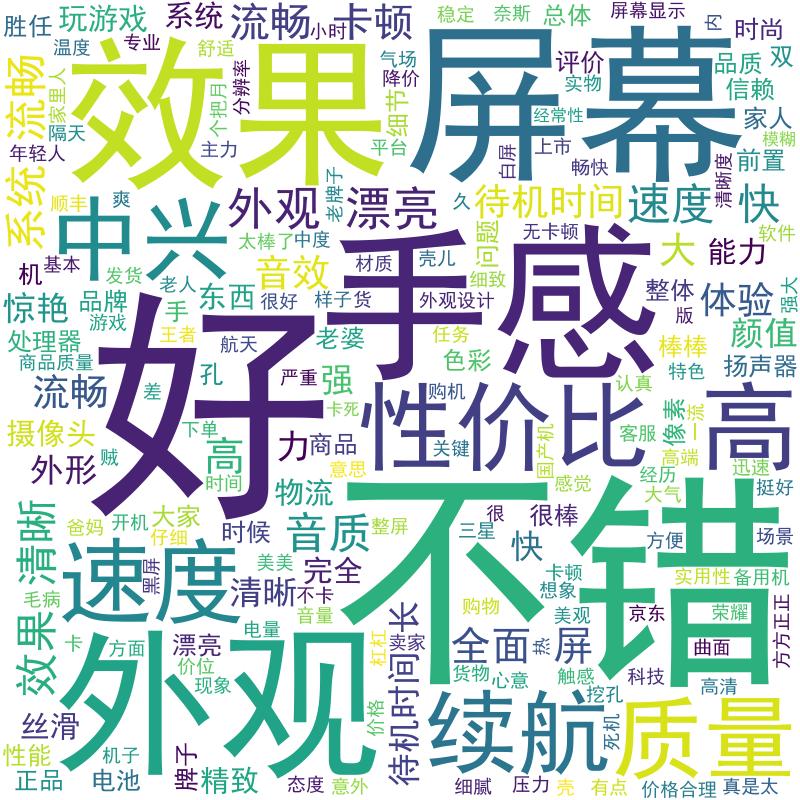 胜任
玩游戏
系统
流畅
小时
卡顿
稳定
奈斯
总体
屏幕显示
内
时尚
温度
专业
舒适
效果
屏幕
气场
降价
评价
品质
双
流畅
分辨率
实物
信赖
隔天
家里人
个把月
细节
经常性
家人
模糊
年轻人
主力
平台
白屏
上市
畅快
清晰度
前置
系统
顺丰
爽
老牌子
外观
漂亮
久
待机时间
速度
快
中兴
太棒了
中度
手感
问题
无卡顿
大
能力
软件
机
基本
发货
老人
音效
材质
壳儿
细致
整体
版
体验
强大
惊艳
品牌
手
东西
很好
样子货
外观设计
颜值
处理器
游戏
王者
航天
老婆
任务
色彩
棒棒
扬声器
商品质量
好
孔
严重
强
购机
认真
特色
流畅
差
卡死
性价比
高
像素
一流
摄像头
下单
力
商品
关键
国产机
客服
高端
迅速
外形
贼
高
时间
意思
感觉
经历
大气
挺好
清晰
爸妈
开机
大家
仔细
时候
物流
音质
整屏
三星
很
很棒
不错
方便
场景
速度
黑屏
美美
清晰
完全
不卡
快
卡顿
想象
实用性
备用机
毛病
音量
购物
美观
京东
荣耀
效果
卡
方面
漂亮
电量
杠杠
卖家
待机时间长
全面
热
屏
曲面
方方正正
外观
价位
现象
货物
心意
触感
科技
高清
丝滑
价格
续航
挖孔
死机
质量
性能
机子
正品
电池
牌子
精致
态度
意外
细腻
压力
壳
有点
价格合理
真是太